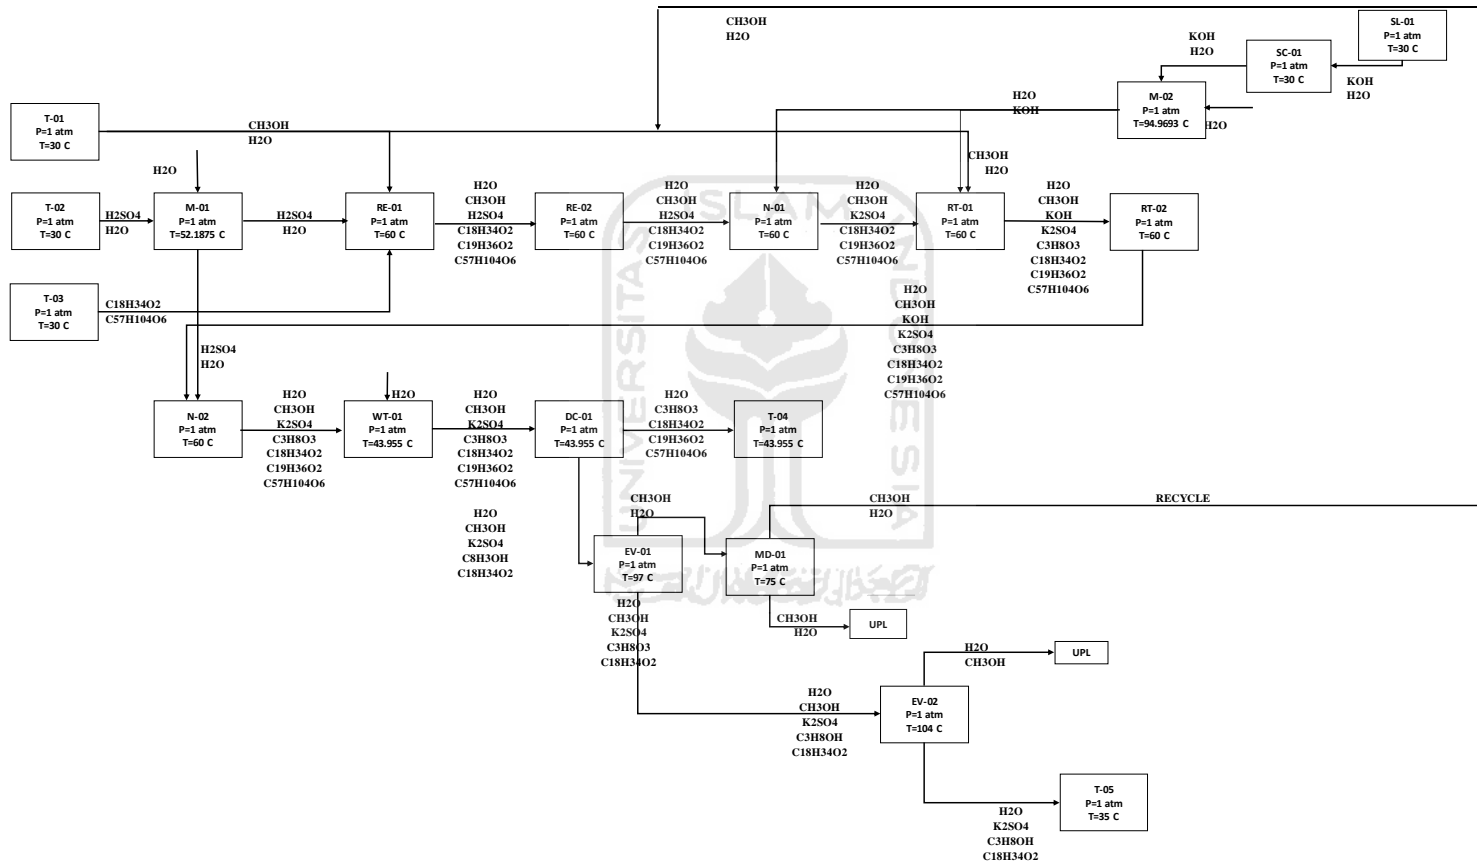 CH3OH
H2O
SL-01
P=1 atm
T=30 C
KOH
H2O
SC-01
P=1 atm
T=30 C
KOH
H2O
H2O
KOH
M-02
P=1 atm
T=94.9693 C
H2O
T-01
P=1 atm
T=30 C
CH3OH
H2O
CH3OH
H2O
H2O
T-02
P=1 atm
T=30 C
H2SO4
H2O
M-01
P=1 atm
T=52.1875 C
H2SO4
H2O
RE-01
P=1 atm
T=60 C
H2O
CH3OH
H2SO4
C18H34O2
C19H36O2
C57H104O6
RE-02
P=1 atm
T=60 C
H2O
CH3OH
H2SO4
C18H34O2
C19H36O2
C57H104O6
N-01
P=1 atm
T=60 C
H2O
CH3OH
K2SO4
C18H34O2
C19H36O2
C57H104O6
RT-01
P=1 atm
T=60 C
H2O
CH3OH
KOH
K2SO4
C3H8O3
C18H34O2
C19H36O2
C57H104O6
RT-02
P=1 atm
T=60 C
T-03
P=1 atm
T=30 C
C18H34O2
C57H104O6
H2O
CH3OH
KOH
K2SO4
C3H8O3
C18H34O2
C19H36O2
C57H104O6
H2SO4
H2O
N-02
P=1 atm
T=60 C
H2O
CH3OH
K2SO4
C3H8O3
C18H34O2
C19H36O2
C57H104O6
H2O
WT-01
P=1 atm
T=43.955 C
H2O
CH3OH
K2SO4
C3H8O3
C18H34O2
C19H36O2
C57H104O6
DC-01
P=1 atm
T=43.955 C
H2O
C3H8O3
C18H34O2
C19H36O2
C57H104O6
T-04
P=1 atm
T=43.955 C
H2O
CH3OH
K2SO4
C8H3OH
C18H34O2
CH3OH
H2O
EV-01
P=1 atm
T=97 C
MD-01
P=1 atm
T=75 C
CH3OH
H2O
RECYCLE
H2O
CH3OH
K2SO4
C3H8O3
C18H34O2
CH3OH
H2O
UPL
H2O
CH3OH
UPL
H2O
CH3OH
K2SO4
C3H8OH
C18H34O2
EV-02
P=1 atm
T=104 C
T-05
P=1 atm
T=35 C
H2O
K2SO4
C3H8OH
C18H34O2
UNIVERSITAS
ISLAM
INDONESIA